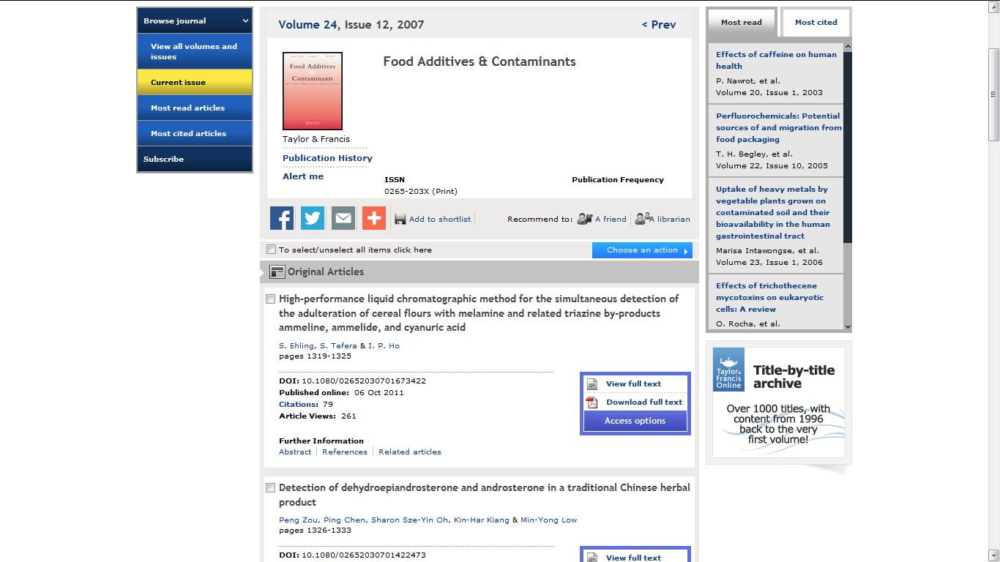 Browse journal
View all volumes and
issues
Current issue
Most read articles
Most cited articles
Subscribe
Volume 24, Issue 12, 2007
< Prev
Food Additives
Contaminants
Food Additives & Contaminants
Taylor & Francis
Publication History
Alert me
ISSN
0265-203X (Print)
Publication Frequency
Add to shortlist
Recommend to:
A friend
A librarian
To select/unselect all items click here
Choose an action
Original Articles
High-performance liquid chromatographic method for the simultaneous detection of
the adulteration of cereal flours with melamine and related triazine by-products
ammeline, ammelide, and cyanuric acid
S. Ehling, S. Tefera & I. P. Ho
pages 1319-1325
DOI: 10.1080/02652030701673422
Published online: 06 Oct 2011
Citations: 79
Article Views: 261
View full text
Download full text
Access options
Further Information
Abstract
References
Related articles
Detection of dehydroepiandrosterone and androsterone in a traditional Chinese herbal
product
Peng Zou, Ping Chen, Sharon Sze-Yin Oh, Kin-Har Kiang & Min-Yong Low
pages 1326-1333
DOI: 10.1080/02652030701422473
View full text
Most read
Most cited
Effects of caffeine on human
health
P. Nawrot, et al.
Volume 20, Issue 1, 2003
Perfluorochemicals: Potential
sources of and migration from
food packaging
T. H. Begley, et al.
Volume 22, Issue 10, 2005
Uptake of heavy metals by
vegetable plants grown on
contaminated soil and their
bioavailability in the human
gastrointestinal tract
Marisa Intawongse, et al.
Volume 23, Issue 1, 2006
Effects of trichothecene
mycotoxins on eukaryotic
cells: A review
O. Rocha, et al.
Taylor &
Francis
Online
Title-by-title
archive
Over 1000 titles, with
content from 1996
back to the very
first volume!